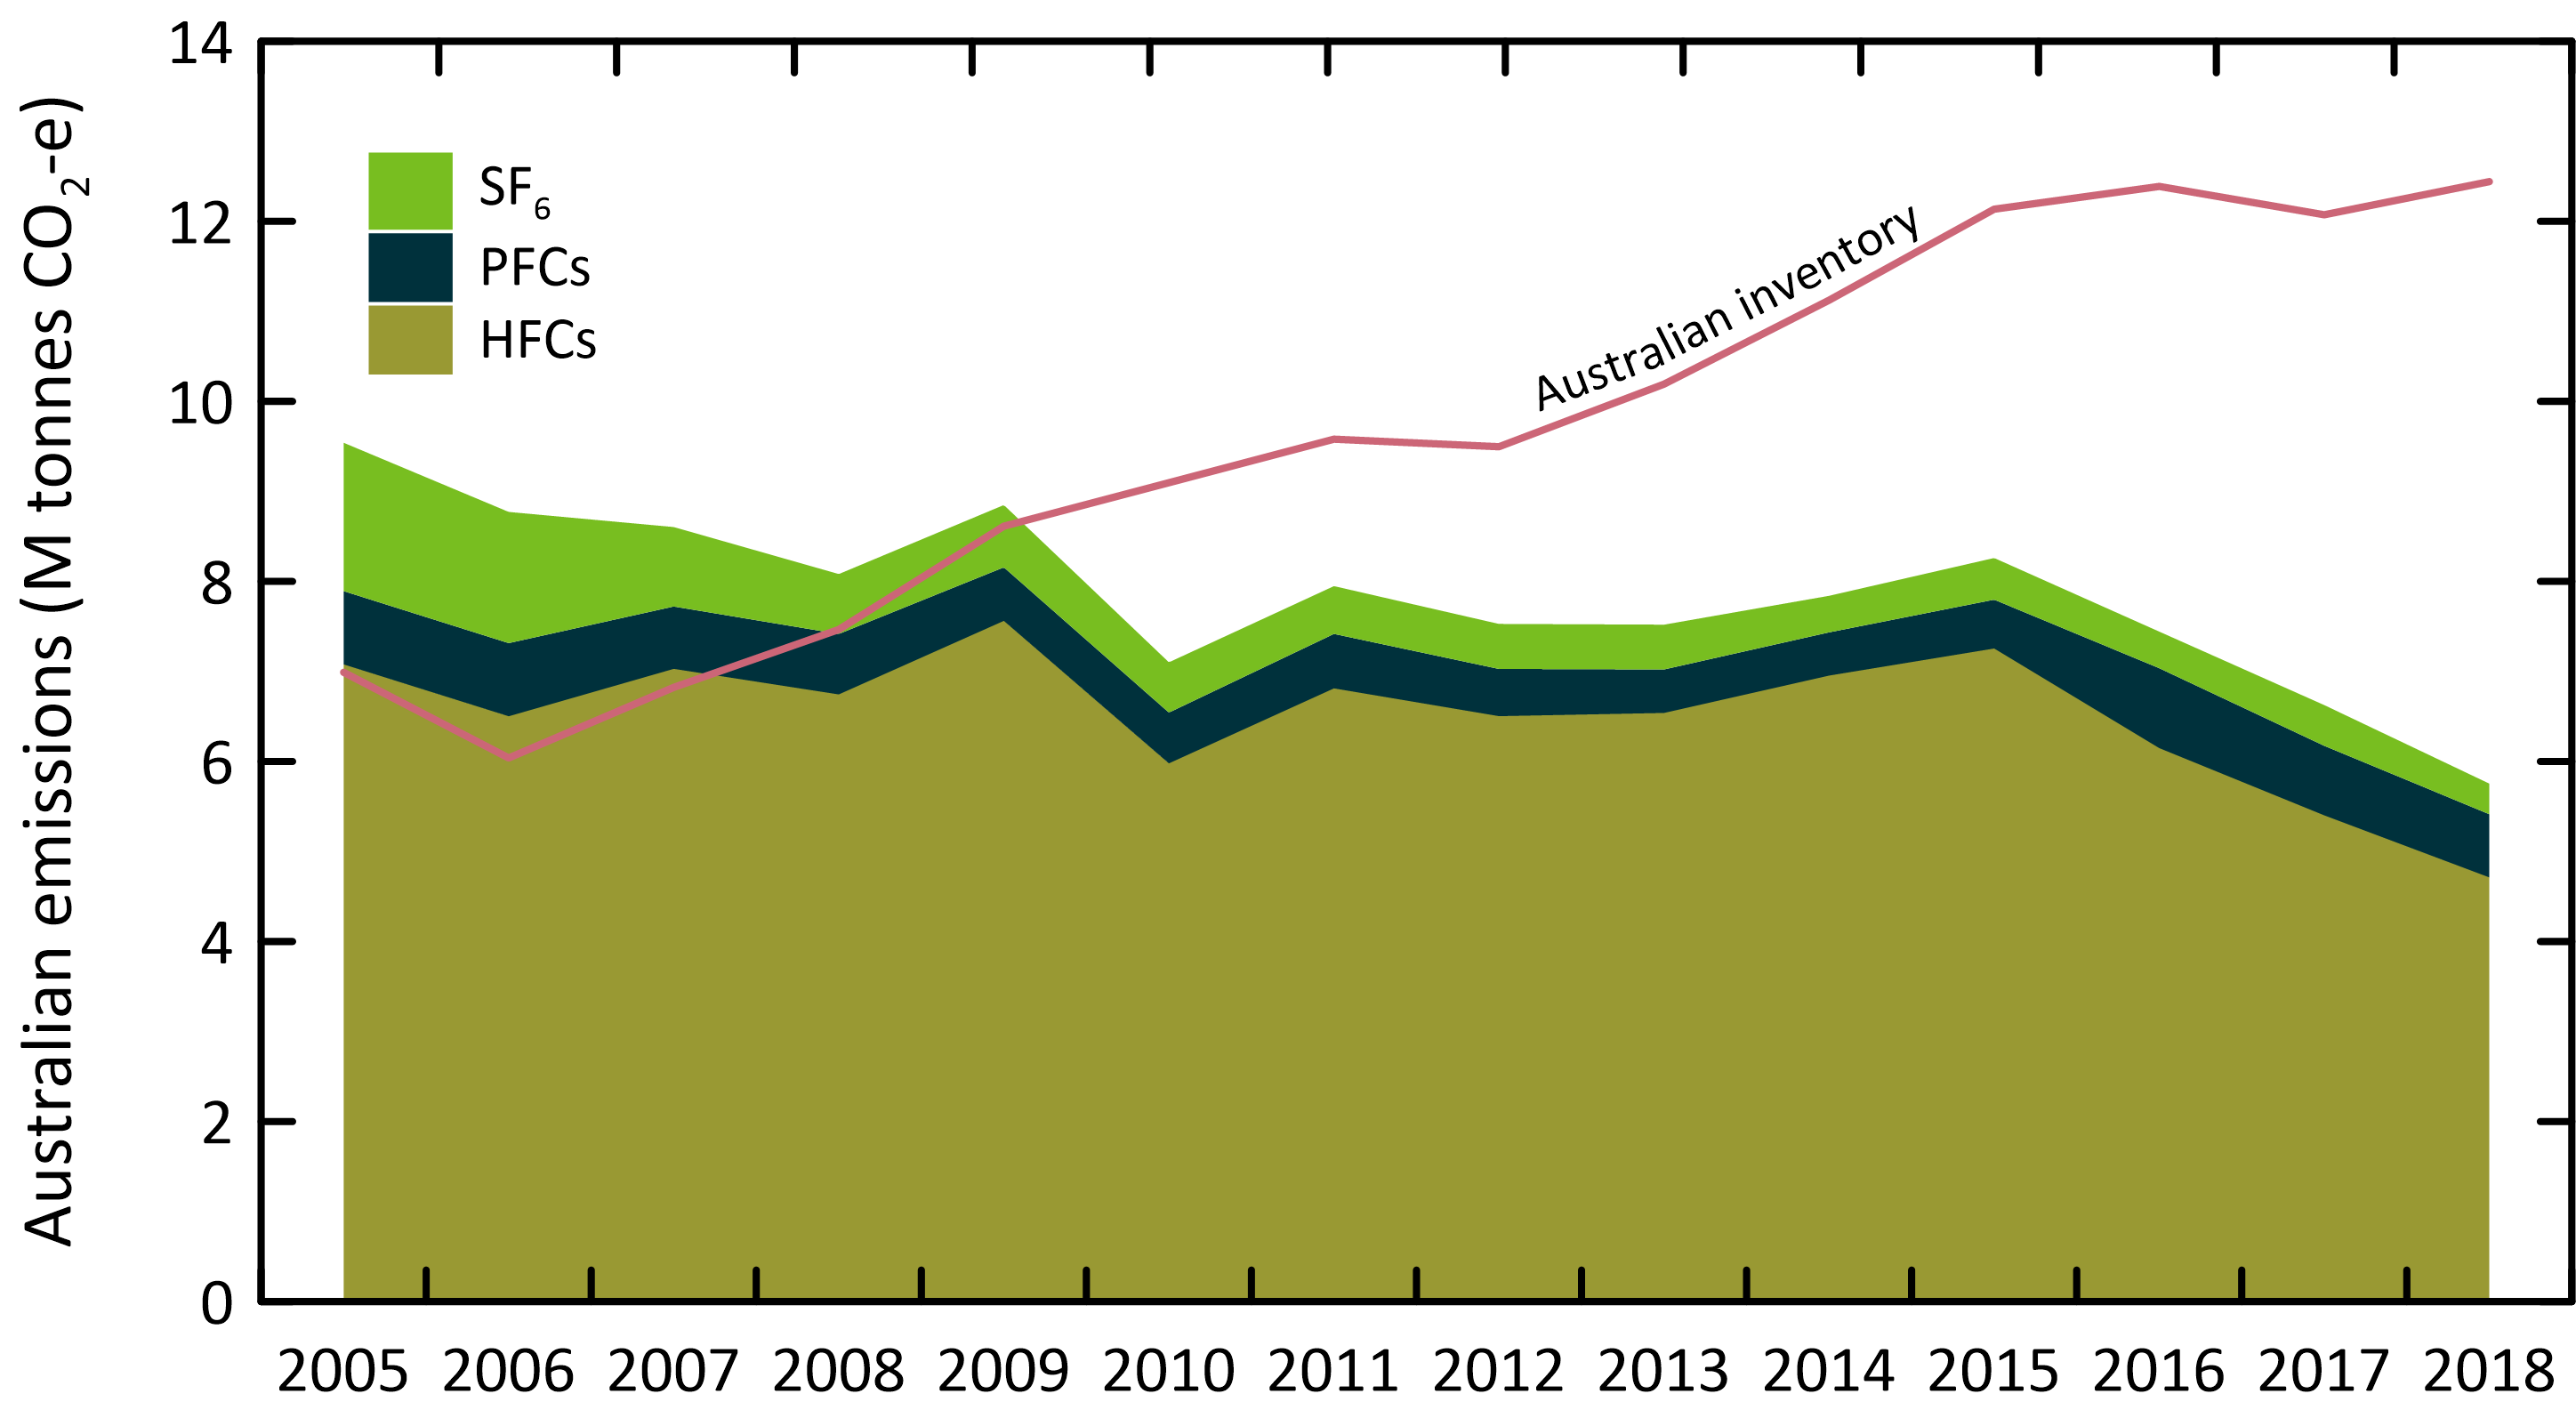 Australian emissions (M tonnes CO₂-e)
14
12
10
8
6
4
2
0
SF₆
PFCs
HFCs
Australian inventory
2005 2006 2007 2008 2009 2010 2011 2012 2013 2014 2015 2016 2017 2018